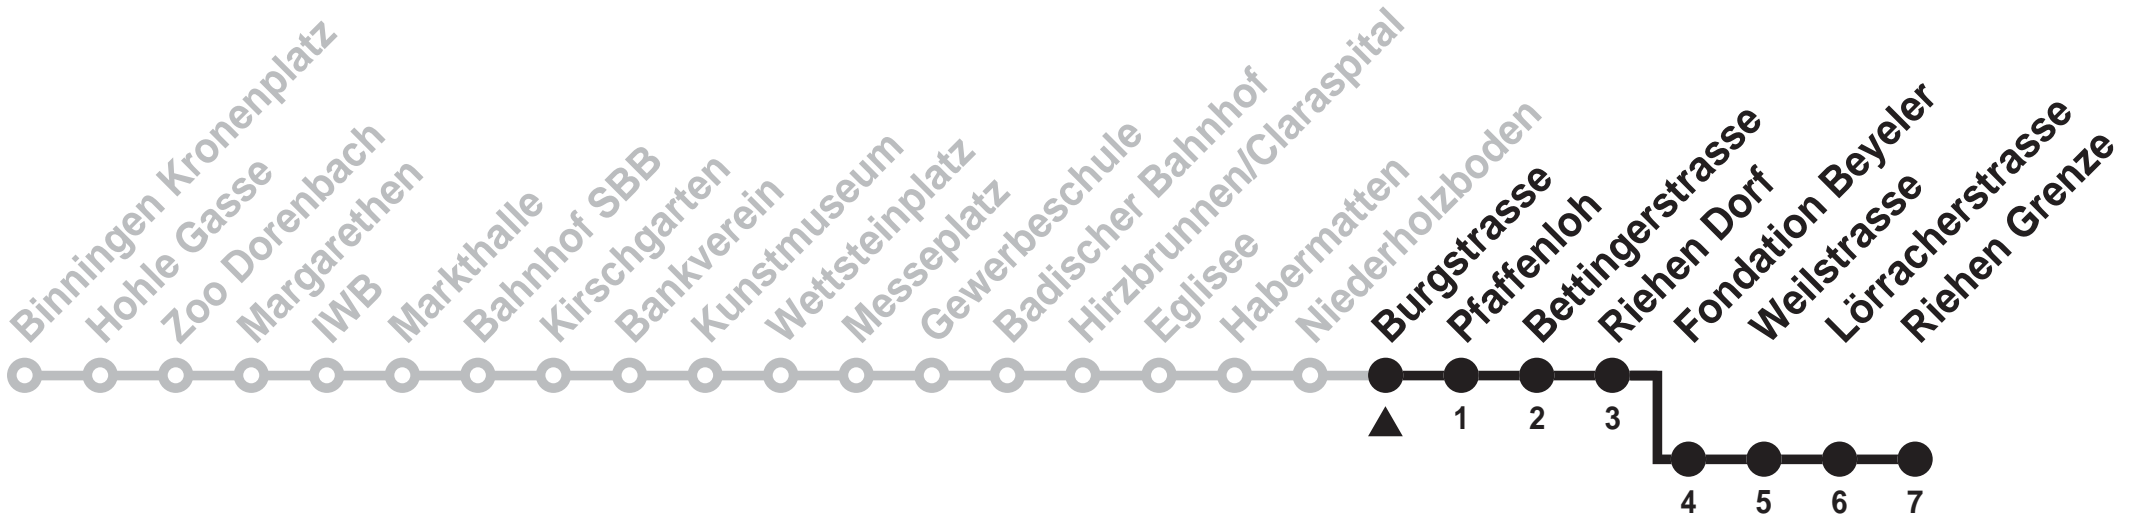 Binningen Kronenplatz
Hohle Gasse
Zoo Dorenbach
Margarethen
IWB
Markthalle
Bahnhof SBB
Kirschgarten
Bankverein
Kunstmuseum
Wettsteinplatz
Messeplatz
Gewerbeschule
Badischer Bahnhof
Hirzbrunnen/Claraspital
Eglisee
Habermatten
Niederholzboden
Burgstrasse
Pfaffenloh
Bettingerstrasse
Riehen Dorf
Fondation Beyeler
Weilstrasse
Lörracherstrasse
Riehen Grenze
1 2 3
4 5 6 7